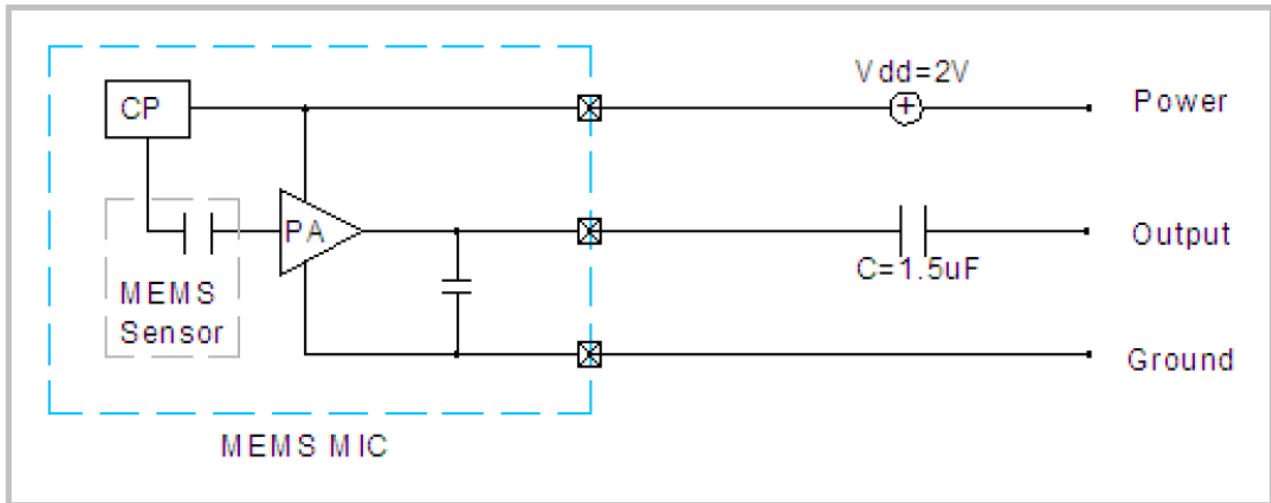 Vdd=2V
Power
CP
PA
Output
C=1.5uF
MEMS
Sensor
Ground
MEMS MIC